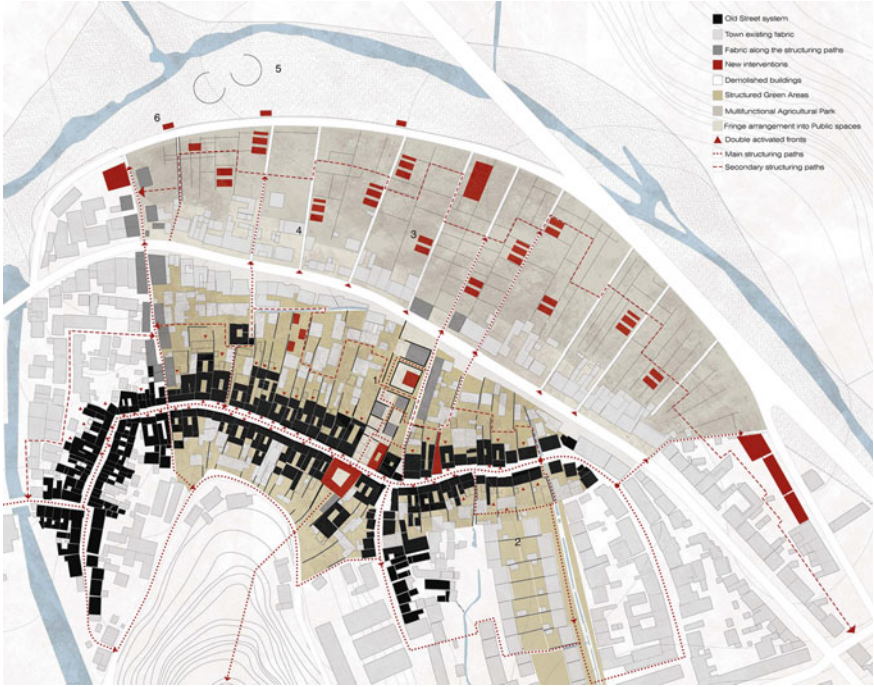 Old Street system
Town existing fabric
Fabric along the structuring paths
New interventions
Demolished buildings
Structured Green Areas
Multifunctional Agricultural Park
Fringe arrangement into Public spaces
Double activated fronts
Main structuring paths
Secondary structuring paths
5
6
4
3
1
2